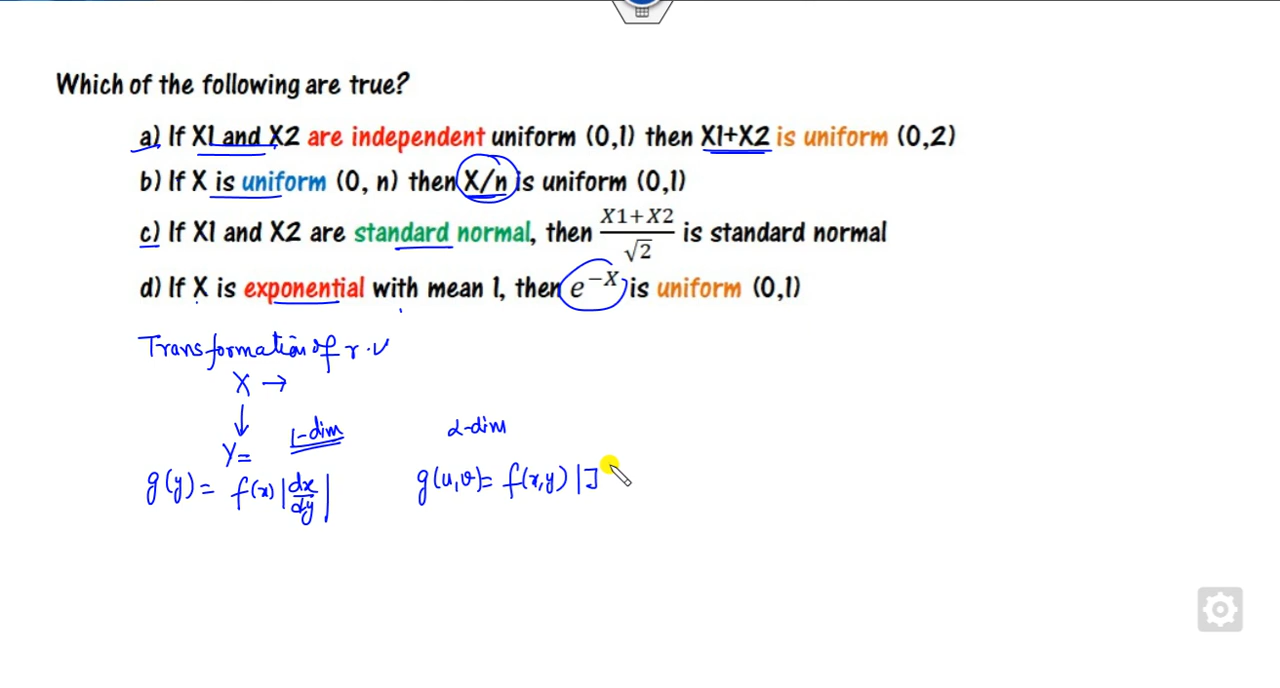 Which of the following are true?
a) If X1 and X2 are independent uniform (0,1) then X1+X2 is uniform (0,2)
b) If X is uniform (0, n) then X/n is uniform (0,1)
c) If X1 and X2 are standard normal, then \frac{X1+X2}{\sqrt{2}} is standard normal
d) If X is exponential with mean 1, then e^{-X} is uniform (0,1)
Transformation of r.v
X →
↓ 1-dim 2-dim
Y=
g(y) = f(x) |dx/dy| g(u,v) = f(x,y) |J